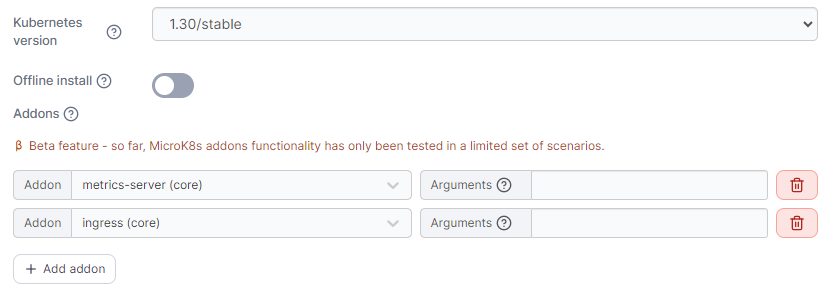 Kubernetes
version
1.30/stable
Offline install
Addons
β Beta feature - so far, MicroK8s addons functionality has only been tested in a limited set of scenarios.
Addon metrics-server (core) Arguments
Addon ingress (core) Arguments
+ Add addon